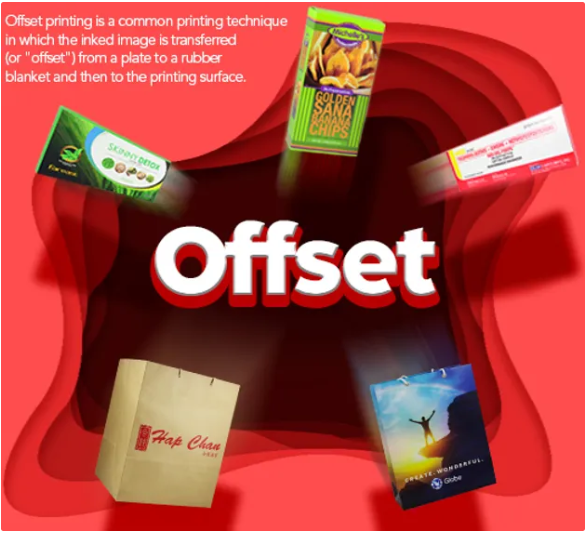 Offset printing is a common printing technique
in which the inked image is transferred
(or "offset") from a plate to a rubber
blanket and then to the printing surface.
Michelle's
GOLDEN
CHIPS
SKINNY DETOX
Offset
Hap Chan
CREATE. WONDERFUL.
Globe